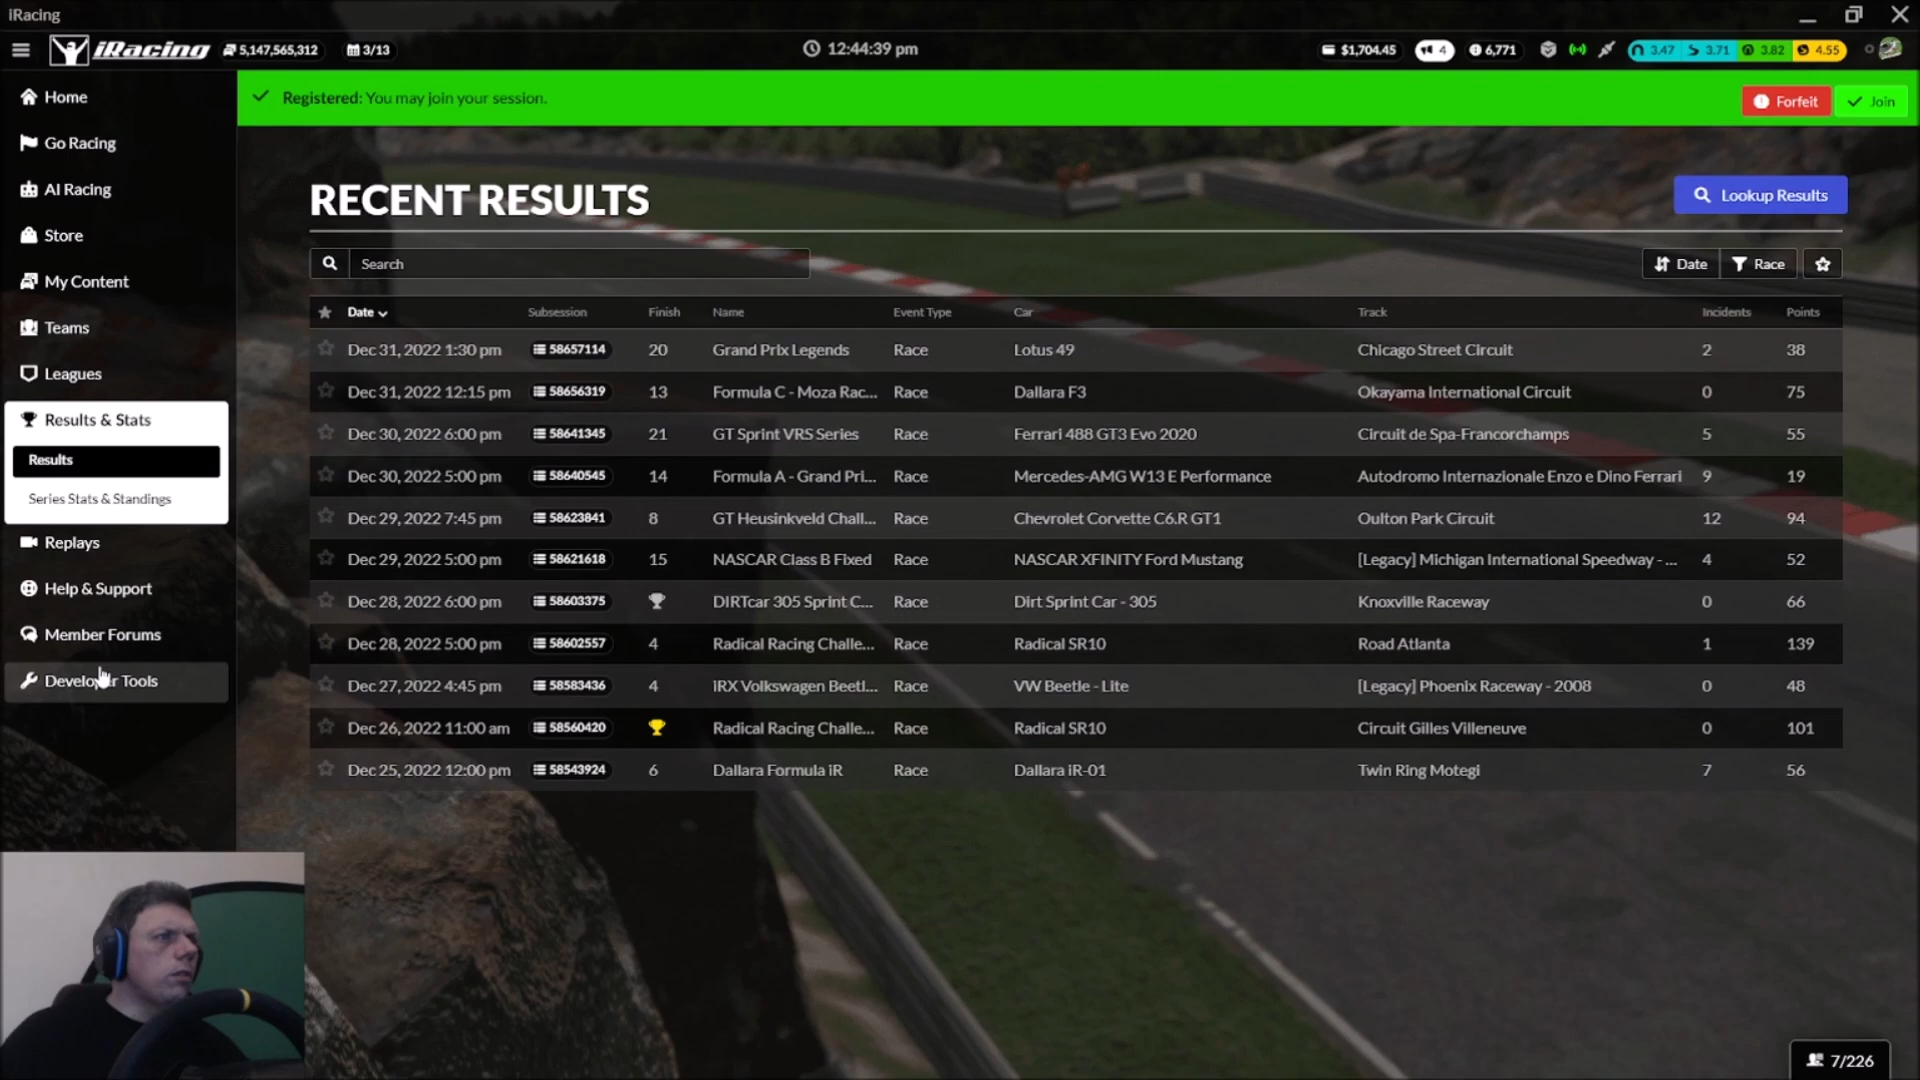 iRacing
iRacing 5,147,565,312 3/13 12:44:39 pm $1,704.45 4 6,771 3.47 3.71 3.82 4.55
Registered: You may join your session. Forfeit Join
Home
Go Racing
AI Racing
Store
My Content
Teams
Leagues
Results & Stats
Results
Series Stats & Standings
Replays
Help & Support
Member Forums
Developer Tools
RECENT RESULTS
Lookup Results
Search Date Race
Date Subsession Finish Name Event Type Car Track Incidents Points
Dec 31, 2022 1:30 pm 58657114 20 Grand Prix Legends Race Lotus 49 Chicago Street Circuit 2 38
Dec 31, 2022 12:15 pm 58656319 13 Formula C - Moza Rac... Race Dallara F3 Okayama International Circuit 0 75
Dec 30, 2022 6:00 pm 58641345 21 GT Sprint VRS Series Race Ferrari 488 GT3 Evo 2020 Circuit de Spa-Francorchamps 5 55
Dec 30, 2022 5:00 pm 58640545 14 Formula A - Grand Pri... Race Mercedes-AMG W13 E Performance Autodromo Internazionale Enzo e Dino Ferrari 9 19
Dec 29, 2022 7:45 pm 58623841 8 GT Heusinkveld Chall... Race Chevrolet Corvette C6.R GT1 Oulton Park Circuit 12 94
Dec 29, 2022 5:00 pm 58621618 15 NASCAR Class B Fixed Race NASCAR XFINITY Ford Mustang [Legacy] Michigan International Speedway - ... 4 52
Dec 28, 2022 6:00 pm 58603375 DIRTcar 305 Sprint C... Race Dirt Sprint Car - 305 Knoxville Raceway 0 66
Dec 28, 2022 5:00 pm 58602557 4 Radical Racing Challe... Race Radical SR10 Road Atlanta 1 139
Dec 27, 2022 4:45 pm 58583436 4 iRX Volkswagen Beetl... Race VW Beetle - Lite [Legacy] Phoenix Raceway - 2008 0 48
Dec 26, 2022 11:00 am 58560420 Radical Racing Challe... Race Radical SR10 Circuit Gilles Villeneuve 0 101
Dec 25, 2022 12:00 pm 58543924 6 Dallara Formula iR Race Dallara iR-01 Twin Ring Motegi 7 56
7/226